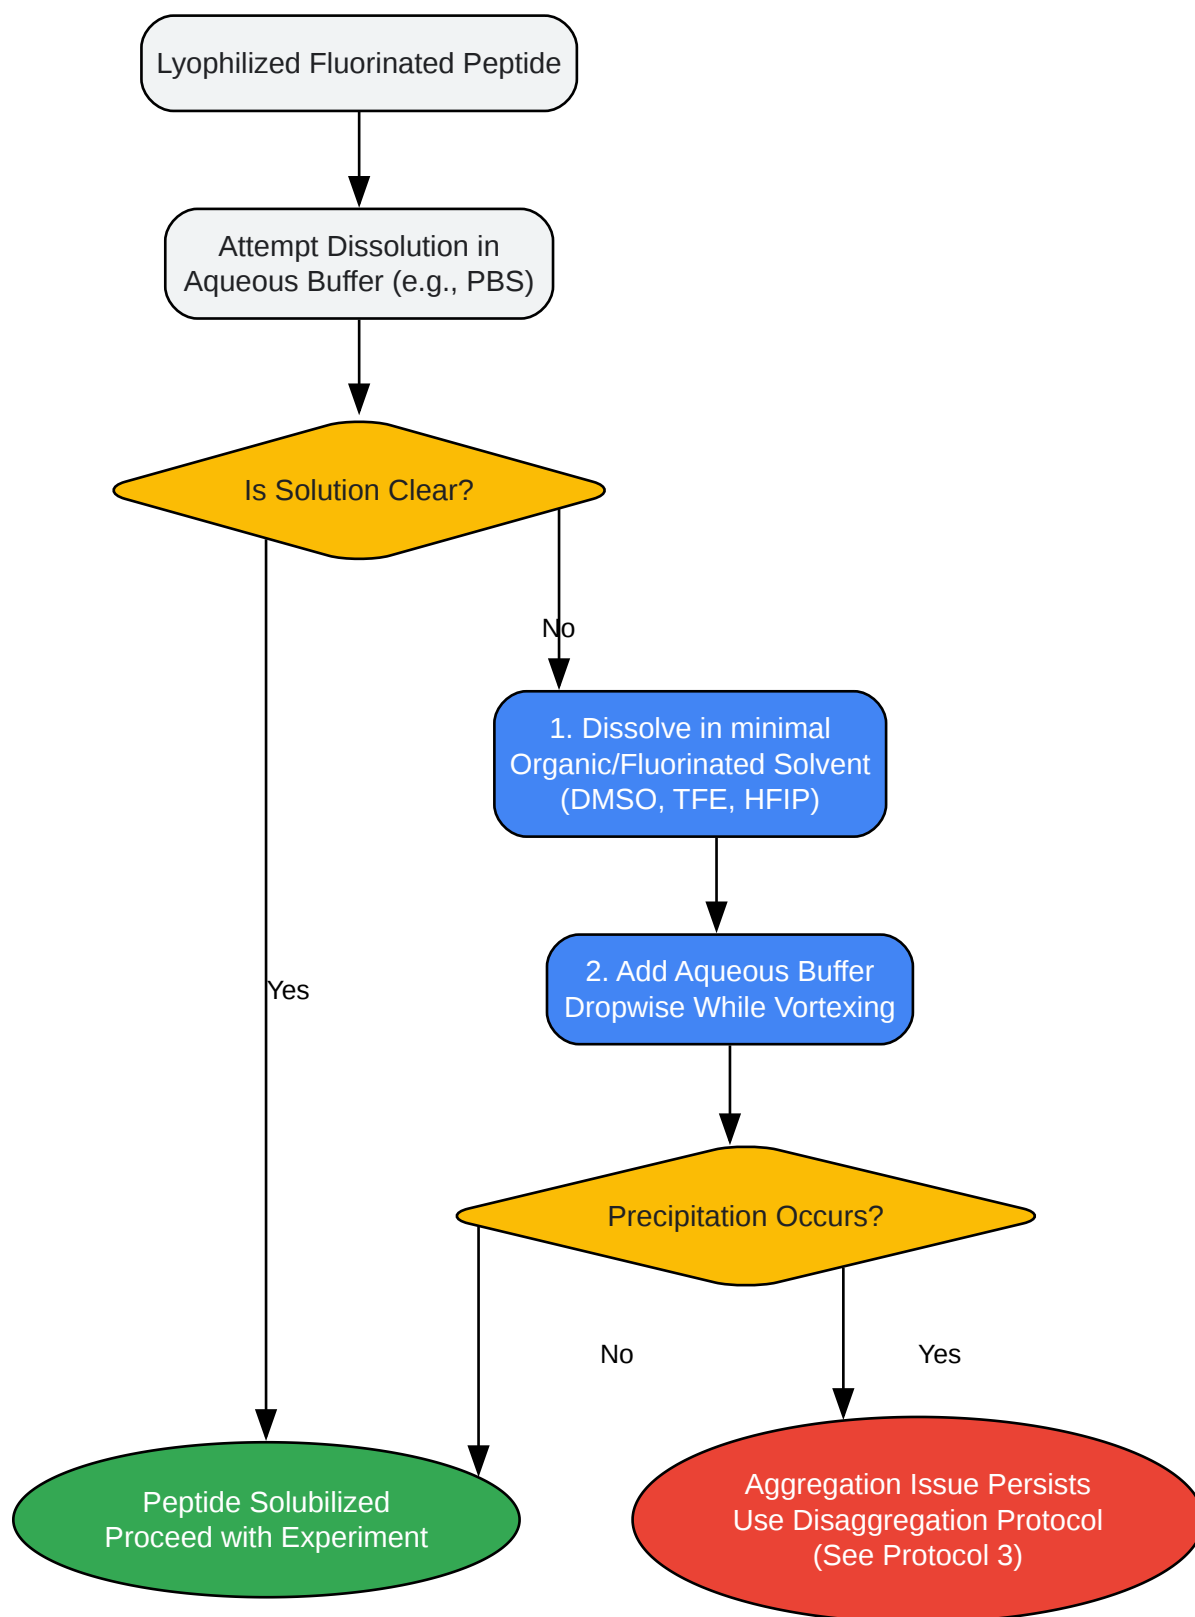 Lyophilized Fluorinated Peptide
Attempt Dissolution in
Aqueous Buffer (e.g., PBS)
Is Solution Clear?
No
1. Dissolve in minimal
Organic/Fluorinated Solvent
(DMSO, TFE, HFIP)
2. Add Aqueous Buffer
Dropwise While Vortexing
Yes
Precipitation Occurs?
No
Yes
Peptide Solubilized
Proceed with Experiment
Aggregation Issue Persists
Use Disaggregation Protocol
(See Protocol 3)